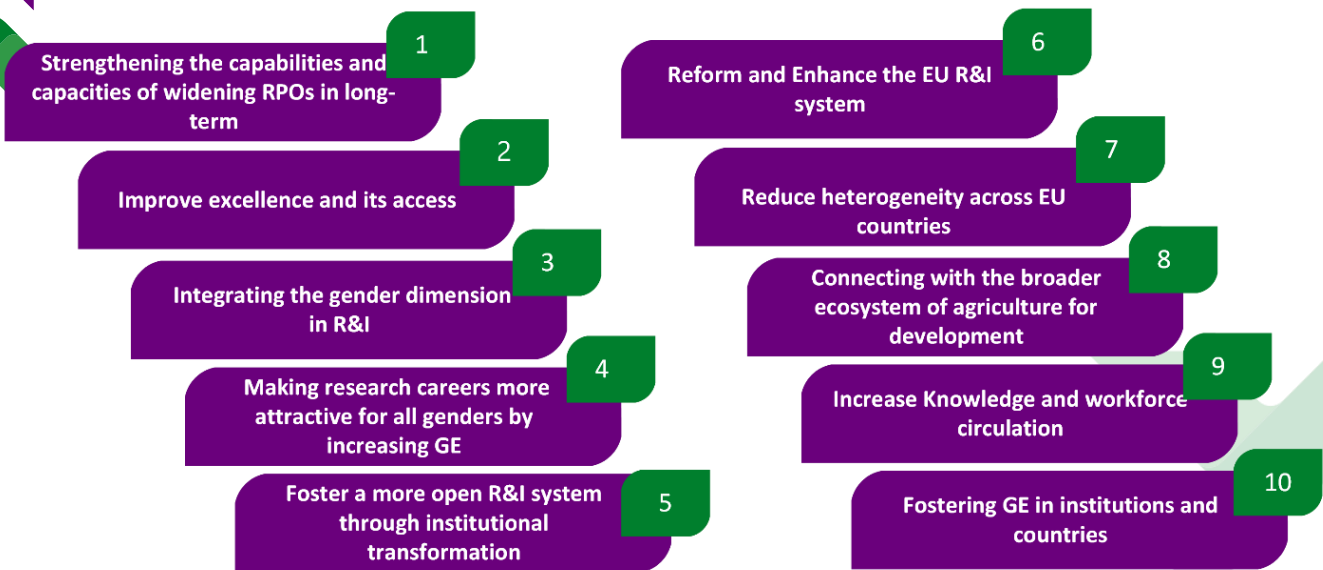 1
Strengthening the capabilities and
capacities of widening RPOs in long-
term
2
Improve excellence and its access
3
Integrating the gender dimension
in R&I
4
Making research careers more
attractive for all genders by
increasing GE
5
Foster a more open R&I system
through institutional
transformation
6
Reform and Enhance the EU R&I
system
7
Reduce heterogeneity across EU
countries
8
Connecting with the broader
ecosystem of agriculture for
development
9
Increase Knowledge and workforce
circulation
10
Fostering GE in institutions and
countries